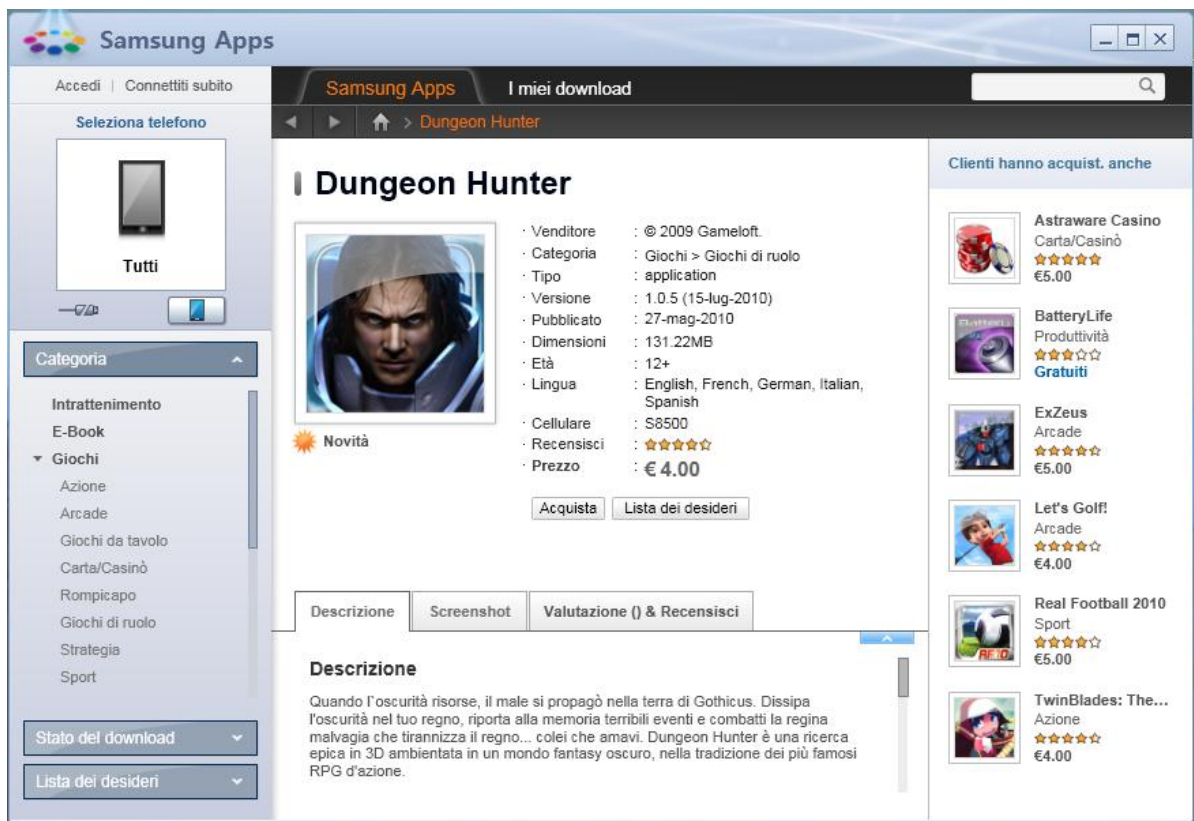 Samsung Apps
Accedi | Connettiti subito
Samsung Apps
I miei download
Seleziona telefono
> Dungeon Hunter
Tutti
Categoria
Intrattenimento
E-Book
Giochi
Azione
Arcade
Giochi da tavolo
Carta/Casinò
Rompicapo
Giochi di ruolo
Strategia
Sport
Stato del download
Lista dei desideri
Dungeon Hunter
Novità
· Venditore : © 2009 Gameloft.
· Categoria : Giochi > Giochi di ruolo
· Tipo : application
· Versione : 1.0.5 (15-lug-2010)
· Pubblicato : 27-mag-2010
· Dimensioni : 131.22MB
· Età : 12+
· Lingua : English, French, German, Italian,
Spanish
· Cellulare : S8500
· Recensisci :
· Prezzo : € 4.00
Acquista
Lista dei desideri
Descrizione
Screenshot
Valutazione () & Recensisci
Descrizione
Quando l`oscurità risorse, il male si propagò nella terra di Gothicus. Dissipa
l'oscurità nel tuo regno, riporta alla memoria terribili eventi e combatti la regina
malvagia che tirannizza il regno... colei che amavi. Dungeon Hunter è una ricerca
epica in 3D ambientata in un mondo fantasy oscuro, nella tradizione dei più famosi
RPG d'azione.
Clienti hanno acquist. anche
Astraware Casino
Carta/Casinò
€5.00
Battery
BatteryLife
Produttività
Gratuiti
ExZeus
Arcade
€5.00
Let's Golf!
Arcade
€4.00
Real Football 2010
Sport
€5.00
TwinBlades: The...
Azione
€4.00